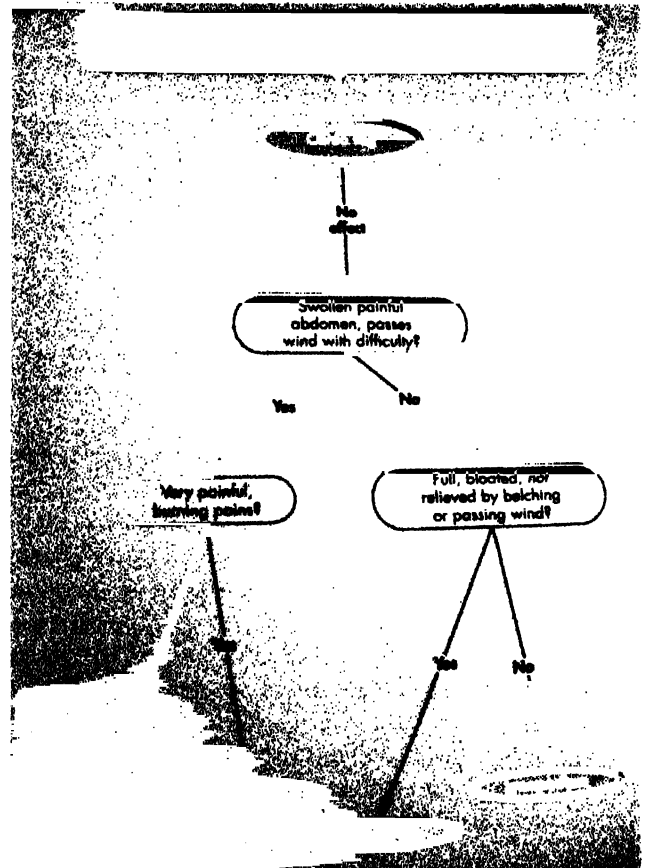 No
effect
Swollen painful
abdomen, passes
wind with difficulty?
Yes
No
Very painful,
burning pains?
Full, bloated, not
relieved by belching
or passing wind?
Yes
Yes
No